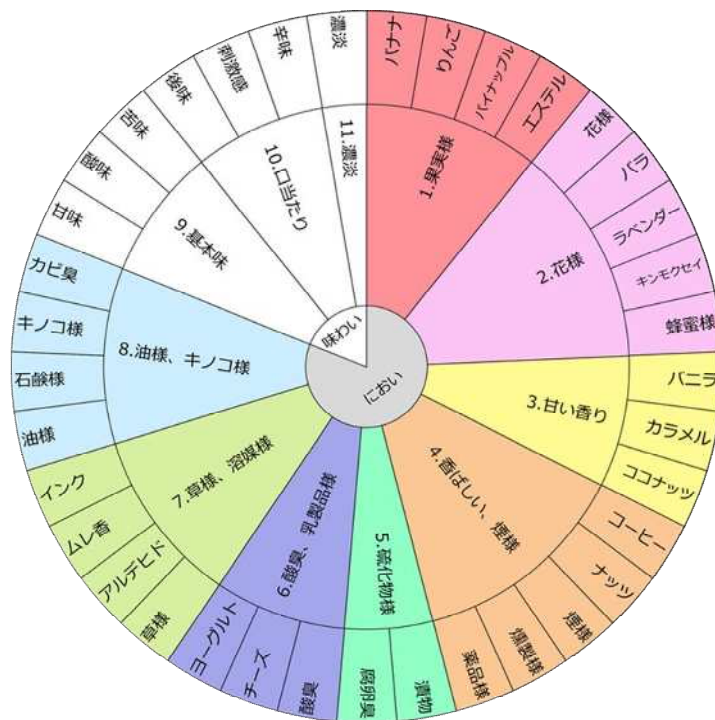 におい
味わい
1.果実様
バナナ
りんご
パイナップル
エステル
2.花様
花様
バラ
ラベンダー
キンモクセイ
蜂蜜様
3.甘い香り
バニラ
カラメル
ココナッツ
4.香ばしい、煙様
コーヒー
ナッツ
煙様
燻製様
薬品様
5.硫化物様
漬物
腐卵臭
6.酸臭、乳製品様
酸臭
チーズ
ヨーグルト
7.草様、溶媒様
草様
アルデヒド
ムレ香
インク
8.油様、キノコ様
油様
石鹸様
キノコ様
カビ臭
9.基本味
甘味
酸味
苦味
10.口当たり
後味
刺激感
辛味
11.濃淡
濃淡